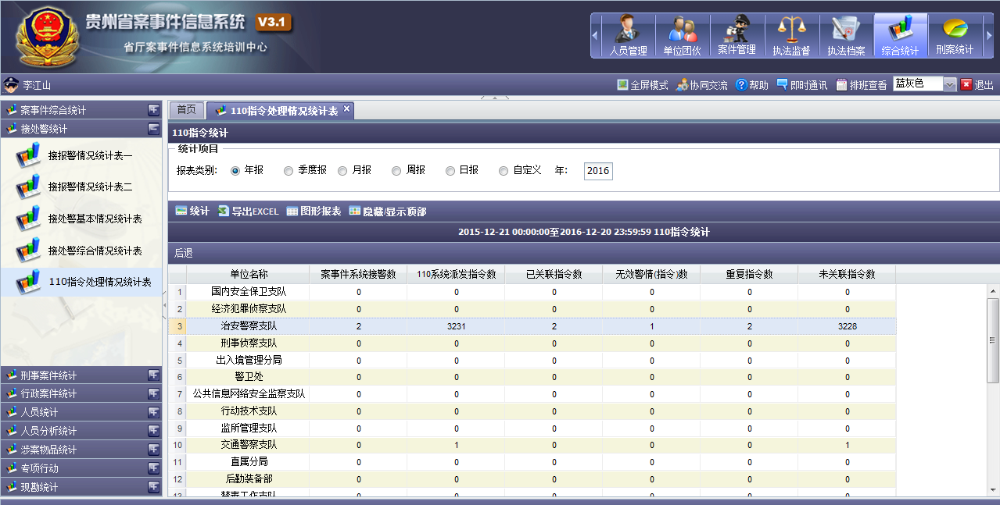 贵州省案事件信息系统 V3.1
省厅案事件信息系统培训中心
人员管理 单位团伙 案件管理 执法监督 执法档案 综合统计 刑案统计
李江山
全屏模式 协同交流 帮助 即时通讯 排班查看 蓝灰色 退出
案事件综合统计
接处警统计
接报警情况统计表一
接报警情况统计表二
接处警基本情况统计表
接处警综合情况统计表
110指令处理情况统计表
刑事案件统计
行政案件统计
人员统计
人员分析统计
涉案物品统计
专项行动
现勘统计
首页 110指令处理情况统计表
110指令统计
统计项目
报表类别: 年报 季度报 月报 周报 日报 自定义 年: 2016
统计 导出EXCEL 图形报表 隐藏/显示顶部
2015-12-21 00:00:00至2016-12-20 23:59:59 110指令统计
后退
单位名称 案事件系统接警数 110系统派发指令数 已关联指令数 无效警情(指令)数 重复指令数 未关联指令数
1 国内安全保卫支队 0 0 0 0 0 0
2 经济犯罪侦察支队 0 0 0 0 0 0
3 治安警察支队 2 3231 2 1 2 3228
4 刑事侦察支队 0 0 0 0 0 0
5 出入境管理分局 0 0 0 0 0 0
6 警卫处 0 0 0 0 0 0
7 公共信息网络安全监察支队 0 0 0 0 0 0
8 行动技术支队 0 0 0 0 0 0
9 监所管理支队 0 0 0 0 0 0
10 交通警察支队 0 1 0 0 0 1
11 直属分局 0 0 0 0 0 0
12 后勤装备部 0 0 0 0 0 0